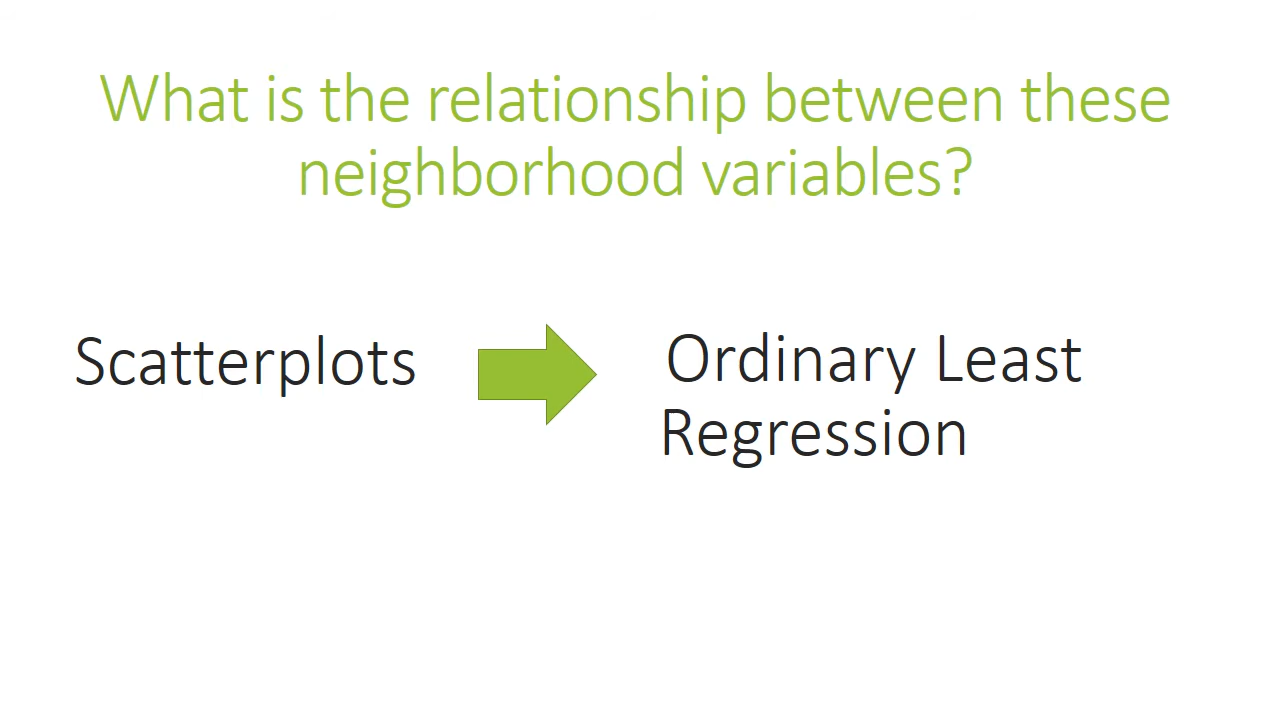 What is the relationship between these
neighborhood variables?
Scatterplots
Ordinary Least
Regression